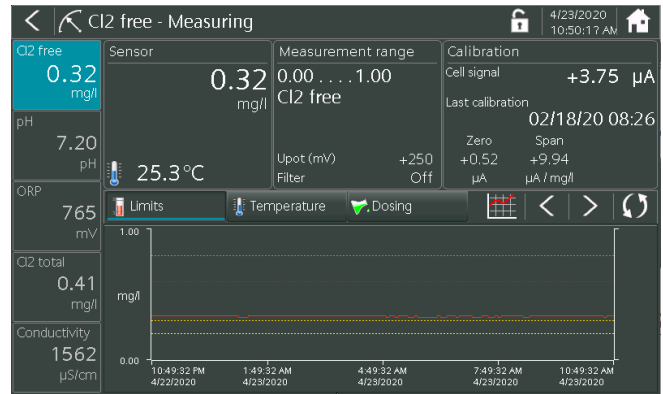 Cl2 free - Measuring
4/23/2020
10:50:17 AM
Cl2 free
0.32
mg/l
pH
7.20
pH
ORP
765
mV
Cl2 total
0.41
mg/l
Conductivity
1562
µS/cm
Sensor
0.32
mg/l
25.3°C
Measurement range
0.00 . . . . 1.00
Cl2 free
Upot (mV) +250
Filter Off
Calibration
Cell signal +3.75 µA
Last calibration
02/18/20 08:26
Zero Span
+0.52 +9.94
µA µA / mg/l
Limits Temperature Dosing
1.00
mg/l
0.00
10:49:32 PM 1:49:32 AM 4:49:32 AM 7:49:32 AM 10:49:32 AM
4/22/2020 4/23/2020 4/23/2020 4/23/2020 4/23/2020